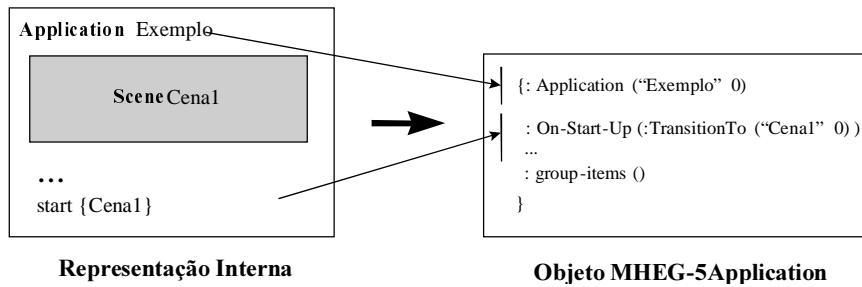 Application Exemplo
Scene Cena1
...
start {Cena1}
Representação Interna
{: Application (“Exemplo” 0)
: On-Start-Up (:TransitionTo (“Cena1” 0) )
...
: group-items ()
}
Objeto MHEG-5Application